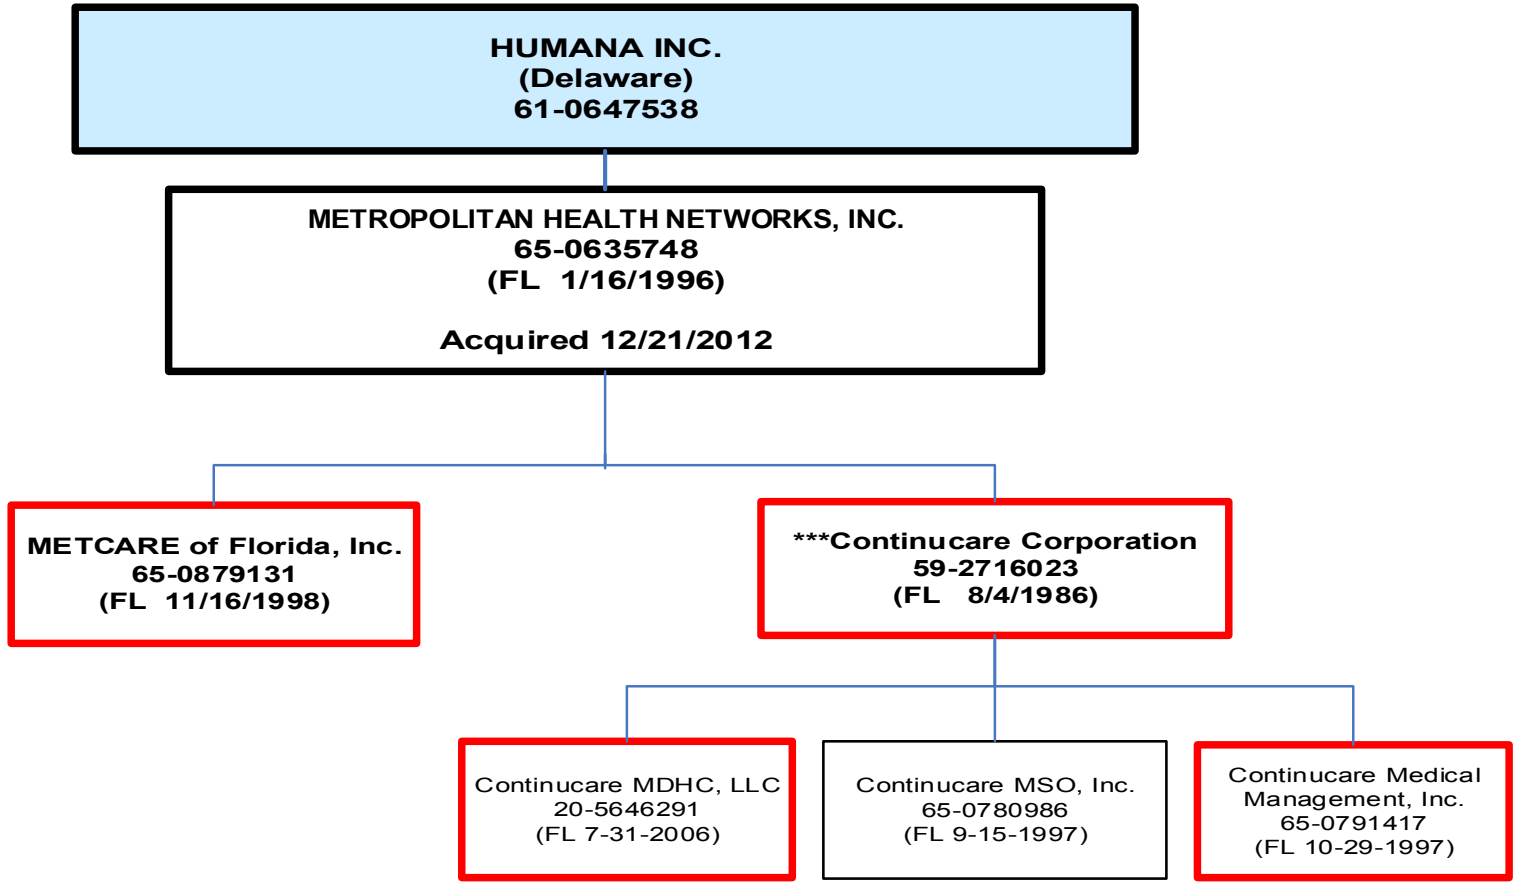 HUMANA INC.
(Delaware)
61-0647538
METROPOLITAN HEALTH NETWORKS, INC.
65-0635748
(FL 1/16/1996)
Acquired 12/21/2012
METCARE of Florida, Inc.
65-0879131
(FL 11/16/1998)
***Continucare Corporation
59-2716023
(FL 8/4/1986)
Continucare MDHC, LLC
20-5646291
(FL 7-31-2006)
Continucare MSO, Inc.
65-0780986
(FL 9-15-1997)
Continucare Medical
Management, Inc.
65-0791417
(FL 10-29-1997)